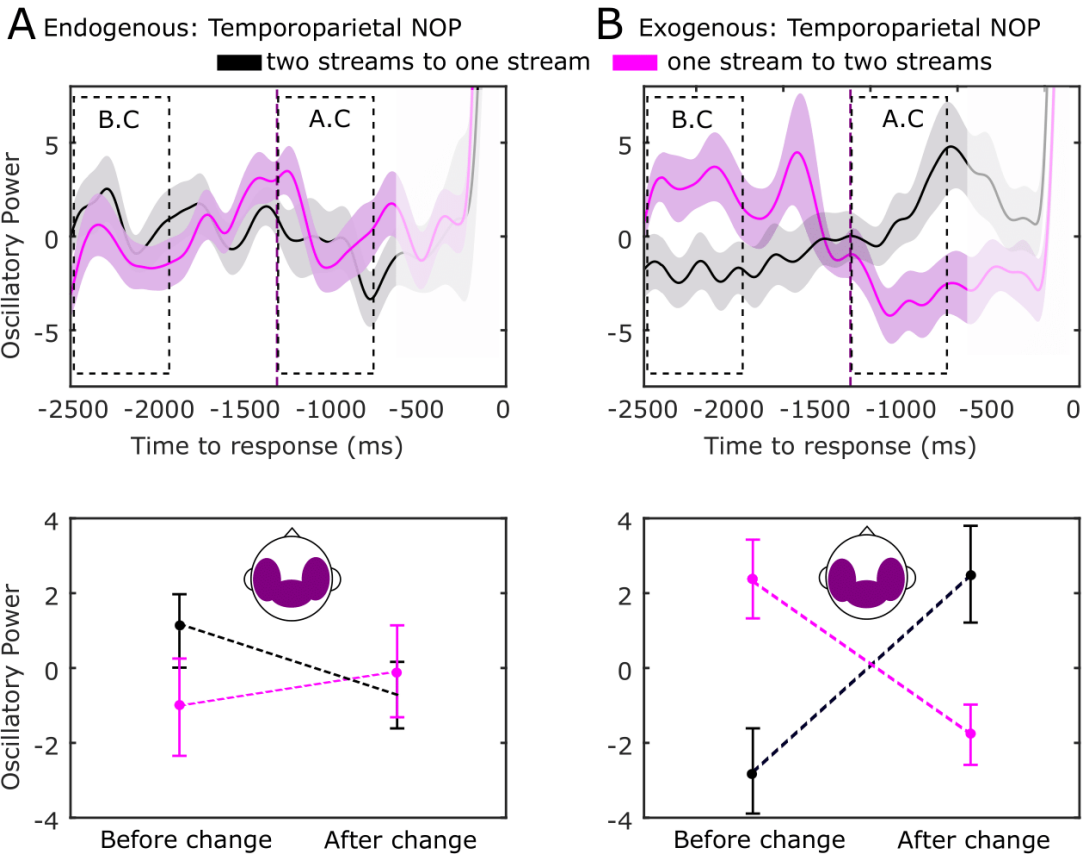 A Endogenous: Temporoparietal NOP
B Exogenous: Temporoparietal NOP
two streams to one stream
one stream to two streams
B.C
A.C
5
0
-5
Oscillatory Power
-2500 -2000 -1500 -1000 -500 0
Time to response (ms)
B.C
A.C
5
0
-5
-2500 -2000 -1500 -1000 -500 0
Time to response (ms)
4
2
0
-2
-4
Oscillatory Power
Before change After change
4
2
0
-2
-4
Before change After change